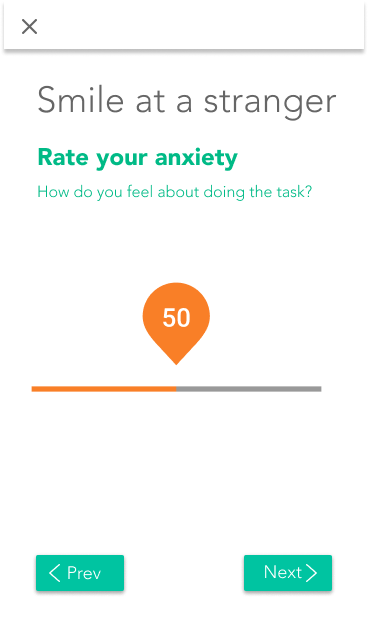 Smile at a stranger
Rate your anxiety
How do you feel about doing the task?
50
Prev
Next